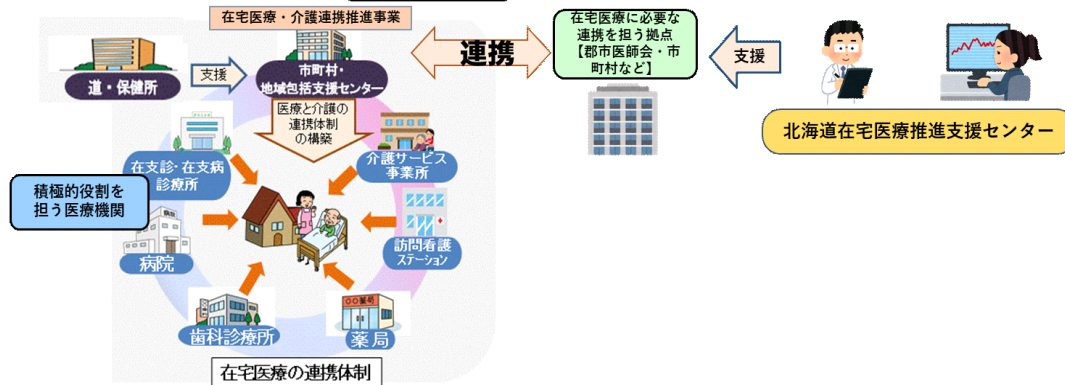 在宅医療・介護連携推進事業
道・保健所
支援
市町村・
地域包括支援センター
連携
在宅医療に必要な
連携を担う拠点
【郡市医師会・市
町村など】
支援
北海道在宅医療推進支援センター
医療と介護の
連携体制
の構築
在支診・在支病
診療所
介護サービス
事業所
積極的役割を
担う医療機関
病院
訪問看護
ステーション
歯科診療所
〇〇薬局
薬局
在宅医療の連携体制